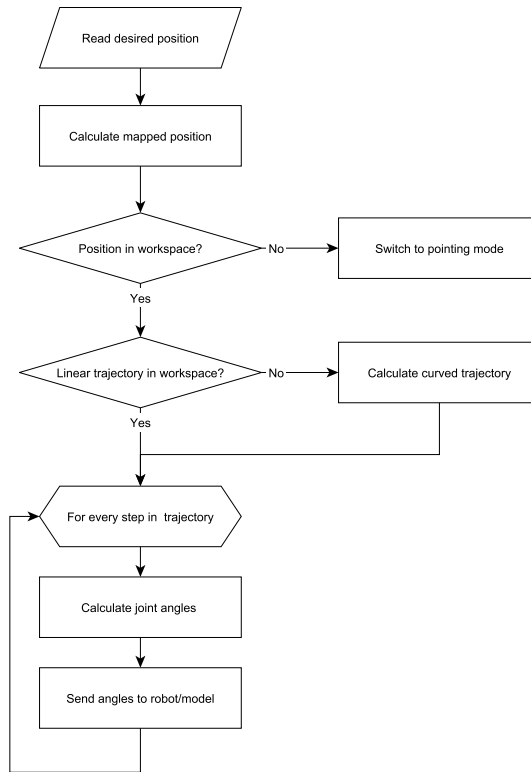 Read desired position
Calculate mapped position
Position in workspace?
No
Switch to pointing mode
Yes
Linear trajectory in workspace?
No
Calculate curved trajectory
Yes
For every step in  trajectory
Calculate joint angles
Send angles to robot/model